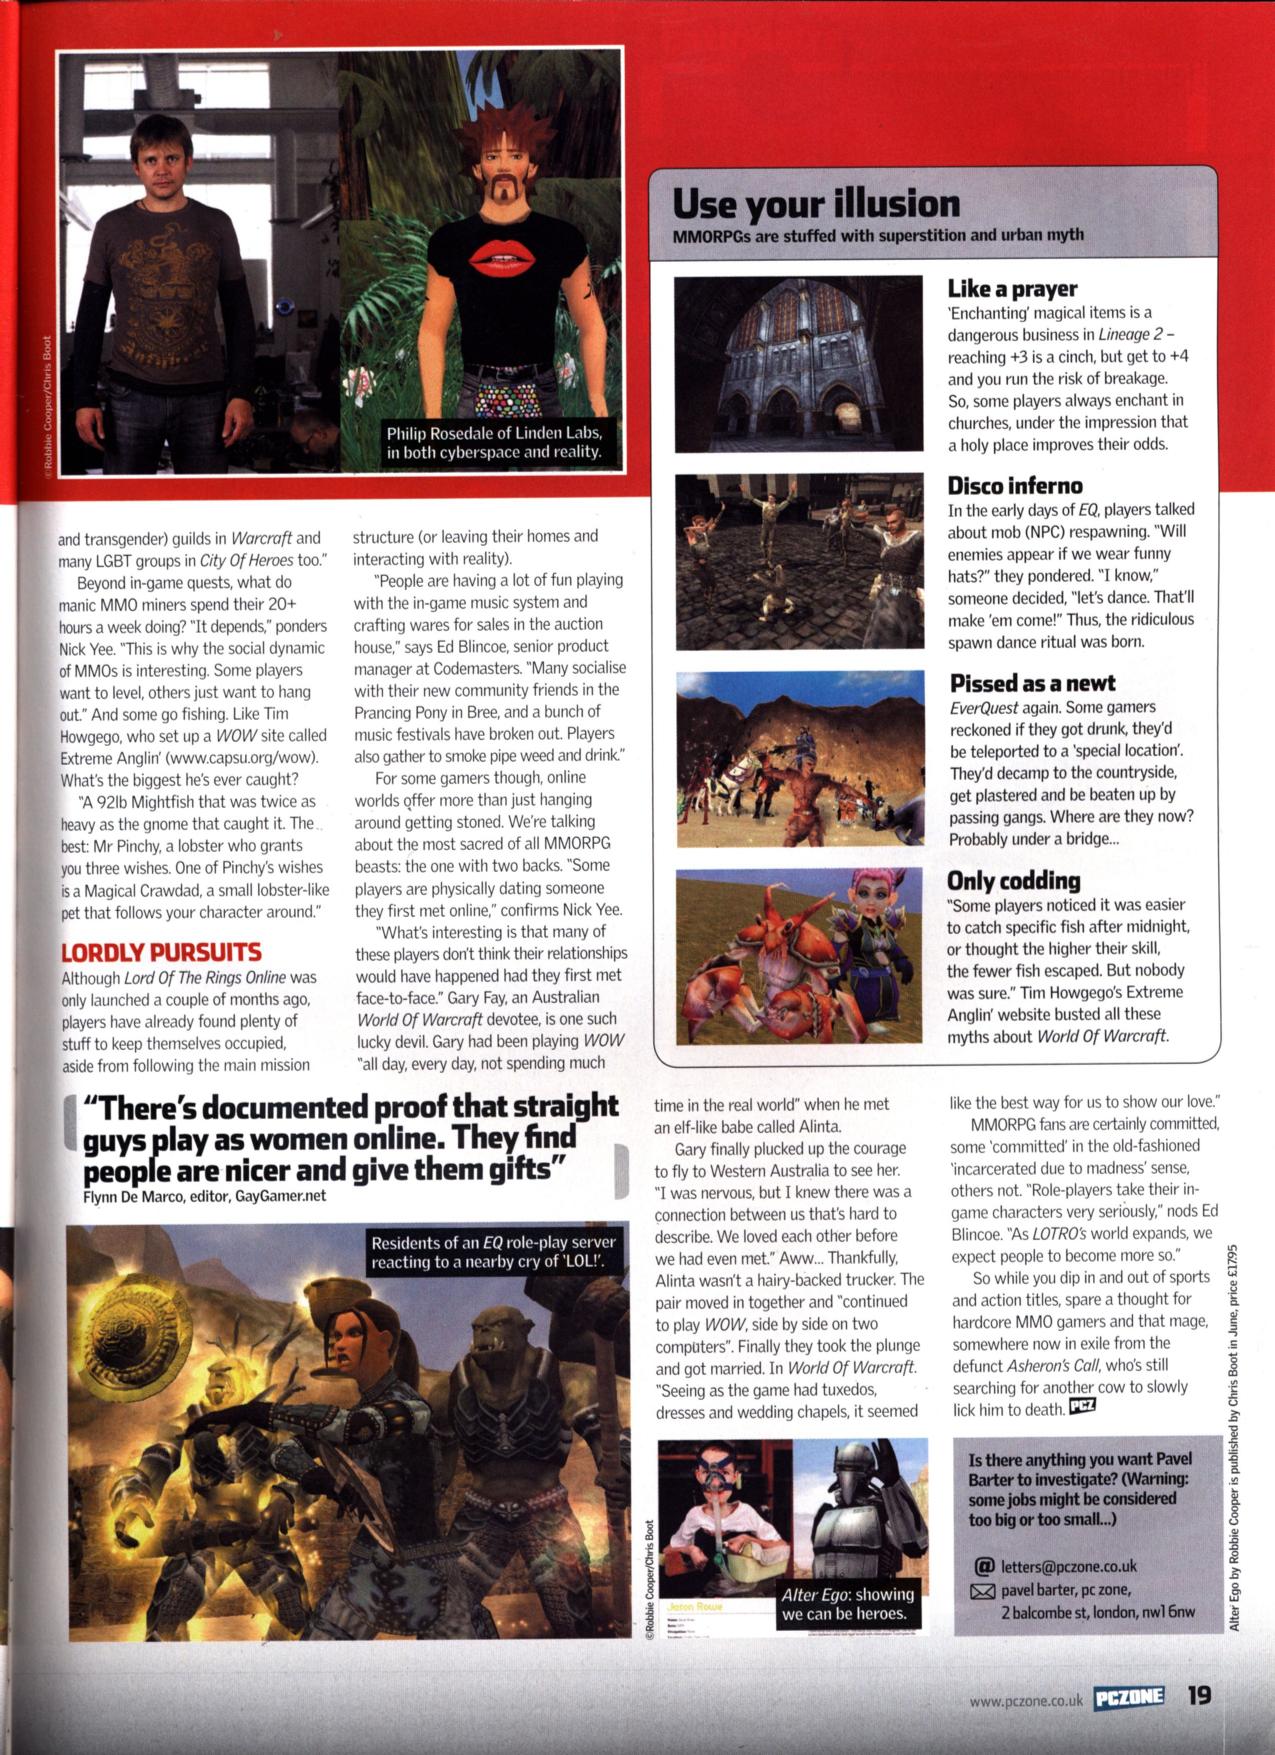 ©Robbie Cooper/Chris Boot
Philip Rosedale of Linden Labs,
in both cyberspace and reality.
and transgender) guilds in Warcraft and
many LGBT groups in City Of Heroes too."
Beyond in-game quests, what do
manic MMO miners spend their 20+
hours a week doing? "It depends," ponders
Nick Yee. "This is why the social dynamic
of MMOs is interesting. Some players
want to level, others just want to hang
out." And some go fishing. Like Tim
Howgego, who set up a WOW site called
Extreme Anglin' (www.capsu.org/wow).
What's the biggest he's ever caught?
"A 92lb Mightfish that was twice as
heavy as the gnome that caught it. The
best: Mr Pinchy, a lobster who grants
you three wishes. One of Pinchy's wishes
is a Magical Crawdad, a small lobster-like
pet that follows your character around."
LORDLY PURSUITS
Although Lord Of The Rings Online was
only launched a couple of months ago,
players have already found plenty of
stuff to keep themselves occupied,
aside from following the main mission
structure (or leaving their homes and
interacting with reality).
"People are having a lot of fun playing
with the in-game music system and
crafting wares for sales in the auction
house," says Ed Blincoe, senior product
manager at Codemasters. "Many socialise
with their new community friends in the
Prancing Pony in Bree, and a bunch of
music festivals have broken out. Players
also gather to smoke pipe weed and drink."
For some gamers though, online
worlds offer more than just hanging
around getting stoned. We're talking
about the most sacred of all MMORPG
beasts: the one with two backs. "Some
players are physically dating someone
they first met online," confirms Nick Yee.
"What's interesting is that many of
these players don't think their relationships
would have happened had they first met
face-to-face." Gary Fay, an Australian
World Of Warcraft devotee, is one such
lucky devil. Gary had been playing WOW
"all day, every day, not spending much
"There's documented proof that straight
guys play as women online. They find
people are nicer and give them gifts"
Flynn De Marco, editor, GayGamer.net
Residents of an EQ role-play server
reacting to a nearby cry of 'LOL!'.
Use your illusion
MMORPGs are stuffed with superstition and urban myth
Like a prayer
'Enchanting' magical items is a
dangerous business in Lineage 2 –
reaching +3 is a cinch, but get to +4
and you run the risk of breakage.
So, some players always enchant in
churches, under the impression that
a holy place improves their odds.
Disco inferno
In the early days of EQ, players talked
about mob (NPC) respawning. "Will
enemies appear if we wear funny
hats?" they pondered. "I know,"
someone decided, "let's dance. That'll
make 'em come!" Thus, the ridiculous
spawn dance ritual was born.
Pissed as a newt
EverQuest again. Some gamers
reckoned if they got drunk, they'd
be teleported to a 'special location'.
They'd decamp to the countryside,
get plastered and be beaten up by
passing gangs. Where are they now?
Probably under a bridge...
Only codding
"Some players noticed it was easier
to catch specific fish after midnight,
or thought the higher their skill,
the fewer fish escaped. But nobody
was sure." Tim Howgego's Extreme
Anglin' website busted all these
myths about World Of Warcraft.
time in the real world" when he met
an elf-like babe called Alinta.
Gary finally plucked up the courage
to fly to Western Australia to see her.
"I was nervous, but I knew there was a
connection between us that's hard to
describe. We loved each other before
we had even met." Aww... Thankfully,
Alinta wasn't a hairy-backed trucker. The
pair moved in together and "continued
to play WOW, side by side on two
computers". Finally they took the plunge
and got married. In World Of Warcraft.
"Seeing as the game had tuxedos,
dresses and wedding chapels, it seemed
like the best way for us to show our love."
MMORPG fans are certainly committed,
some 'committed' in the old-fashioned
'incarcerated due to madness' sense,
others not. "Role-players take their in-
game characters very seriously," nods Ed
Blincoe. "As LOTRO's world expands, we
expect people to become more so."
So while you dip in and out of sports
and action titles, spare a thought for
hardcore MMO gamers and that mage,
somewhere now in exile from the
defunct Asheron's Call, who's still
searching for another cow to slowly
lick him to death. PCZ
©Robbie Cooper/Chris Boot
Jason Rowe
Alter Ego: showing
we can be heroes.
Is there anything you want Pavel
Barter to investigate? (Warning:
some jobs might be considered
too big or too small...)
@ letters@pczone.co.uk
pavel barter, pc zone,
2 balcombe st, london, nw1 6nw
Alter Ego by Robbie Cooper is published by Chris Boot in June, price £17.95
www.pczone.co.uk PCZONE 19